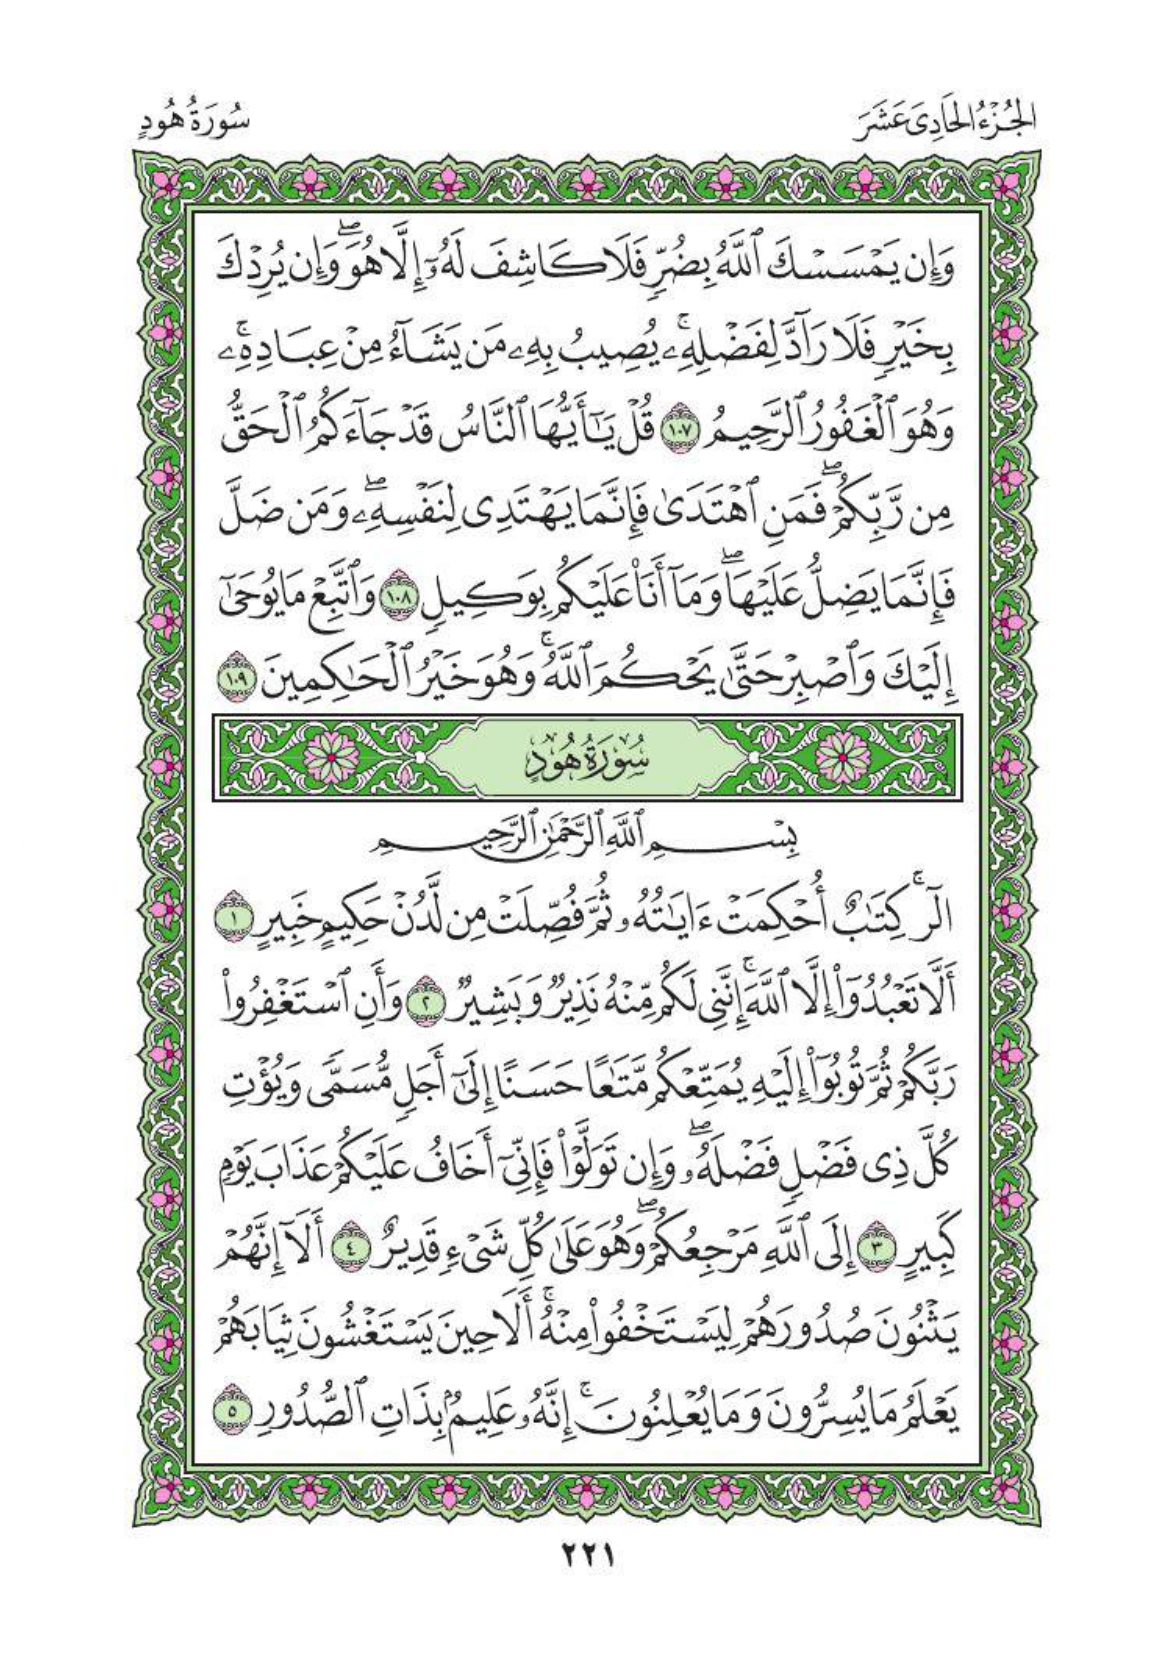 الجُزْءُ الحَادِي عَشَرَ
سُورَةُ هُودٍ
وَإِن يَمْسَسْكَ ٱللَّهُ بِضُرٍّ فَلَا كَاشِفَ لَهُۥٓ إِلَّا هُوَۖ وَإِن يُرِدْكَ
بِخَيْرٍ فَلَا رَآدَّ لِفَضْلِهِۦۚ يُصِيبُ بِهِۦ مَن يَشَآءُ مِنْ عِبَادِهِۦۚ
وَهُوَ ٱلْغَفُورُ ٱلرَّحِيمُ ١٠٧ قُلْ يَٰٓأَيُّهَا ٱلنَّاسُ قَدْ جَآءَكُمُ ٱلْحَقُّ
مِن رَّبِّكُمْۖ فَمَنِ ٱهْتَدَىٰ فَإِنَّمَا يَهْتَدِى لِنَفْسِهِۦۖ وَمَن ضَلَّ
فَإِنَّمَا يَضِلُّ عَلَيْهَاۖ وَمَآ أَنَا۠ عَلَيْكُم بِوَكِيلٍ ١٠٨ وَٱتَّبِعْ مَا يُوحَىٰٓ
إِلَيْكَ وَٱصْبِرْ حَتَّىٰ يَحْكُمَ ٱللَّهُۚ وَهُوَ خَيْرُ ٱلْحَٰكِمِينَ ١٠٩
سُورَةُ هُودٍ
بِسْمِ ٱللَّهِ ٱلرَّحْمَٰنِ ٱلرَّحِيمِ
الٓرۚ كِتَٰبٌ أُحْكِمَتْ ءَايَٰتُهُۥ ثُمَّ فُصِّلَتْ مِن لَّدُنْ حَكِيمٍ خَبِيرٍ ١
أَلَّا تَعْبُدُوٓا۟ إِلَّا ٱللَّهَۚ إِنَّنِى لَكُم مِّنْهُ نَذِيرٌ وَبَشِيرٌ ٢ وَأَنِ ٱسْتَغْفِرُوا۟
رَبَّكُمْ ثُمَّ تُوبُوٓا۟ إِلَيْهِ يُمَتِّعْكُم مَّتَٰعًا حَسَنًا إِلَىٰٓ أَجَلٍ مُّسَمًّى وَيُؤْتِ
كُلَّ ذِى فَضْلٍ فَضْلَهُۥۖ وَإِن تَوَلَّوْا۟ فَإِنِّىٓ أَخَافُ عَلَيْكُمْ عَذَابَ يَوْمٍ
كَبِيرٍ ٣ إِلَى ٱللَّهِ مَرْجِعُكُمْۖ وَهُوَ عَلَىٰ كُلِّ شَىْءٍ قَدِيرٌ ٤ أَلَآ إِنَّهُمْ
يَثْنُونَ صُدُورَهُمْ لِيَسْتَخْفُوا۟ مِنْهُۚ أَلَا حِينَ يَسْتَغْشُونَ ثِيَابَهُمْ
يَعْلَمُ مَا يُسِرُّونَ وَمَا يُعْلِنُونَۚ إِنَّهُۥ عَلِيمٌۢ بِذَاتِ ٱلصُّدُورِ ٥
٢٢١